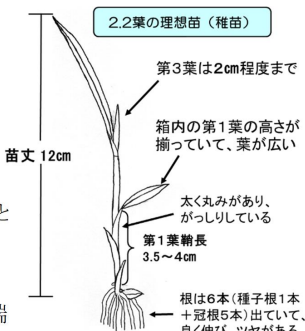 2.2葉の理想苗（稚苗）
第3葉は2cm程度まで
箱内の第1葉の高さが
揃っていて、葉が広い
苗丈 12cm
太く丸みがあり、
がっしりしている
と
第1葉鞘長
3.5～4cm
根は6本（種子根1本
＋冠根5本）出ていて、